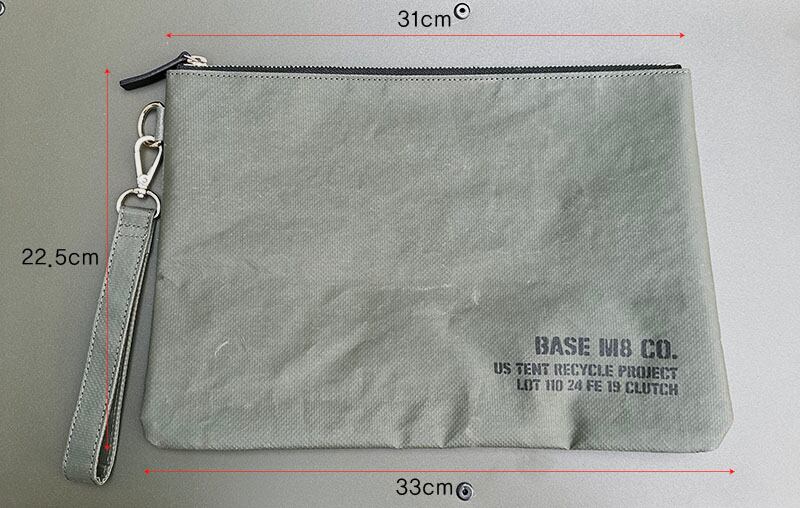 31cm
22.5cm
BASE M8 CO.
US TENT RECYCLE PROJECT
LOT 110 24 FE 19 CLUTCH
33cm